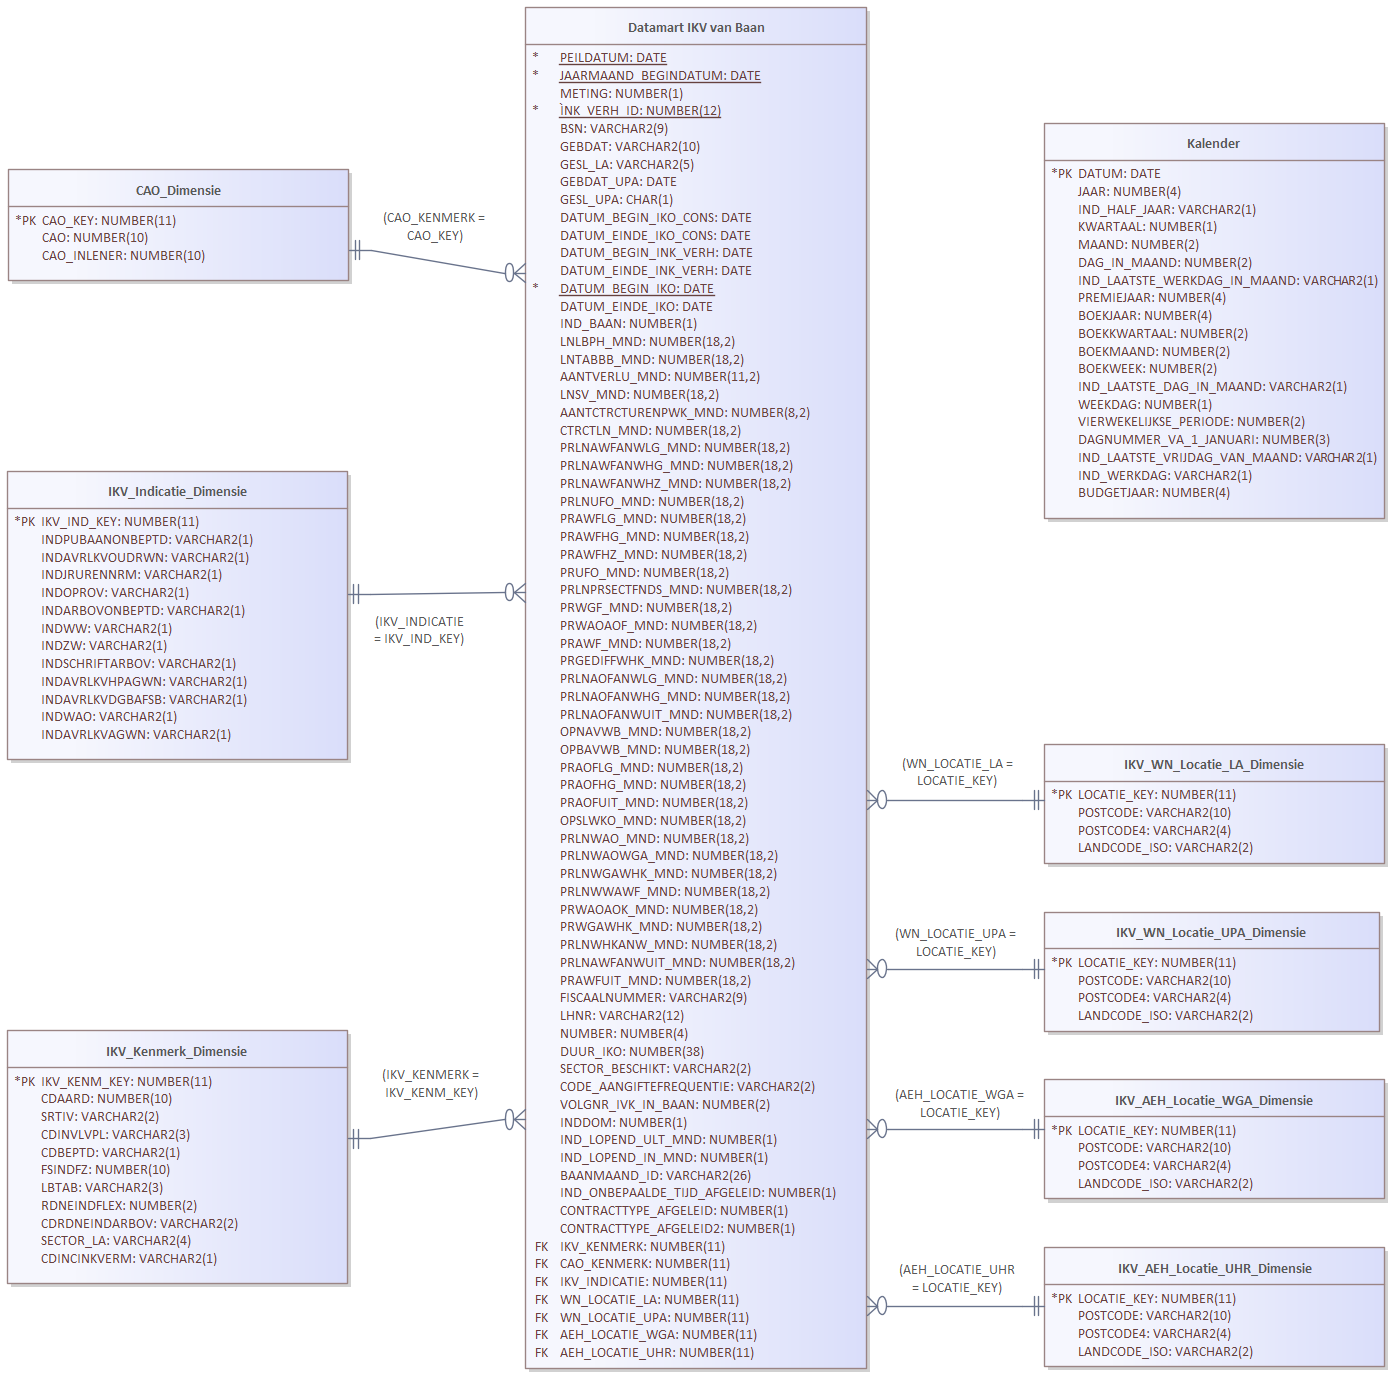 Datamart IKV van Baan
* PEILDATUM: DATE
* JAARMAAND_BEGINDATUM: DATE
METING: NUMBER(1)
* ÌNK_VERH_ID: NUMBER(12)
BSN: VARCHAR2(9)
GEBDAT: VARCHAR2(10)
GESL_LA: VARCHAR2(5)
GEBDAT_UPA: DATE
GESL_UPA: CHAR(1)
DATUM_BEGIN_IKO_CONS: DATE
DATUM_EINDE_IKO_CONS: DATE
DATUM_BEGIN_INK_VERH: DATE
DATUM_EINDE_INK_VERH: DATE
* DATUM_BEGIN_IKO: DATE
DATUM_EINDE_IKO: DATE
IND_BAAN: NUMBER(1)
LNLBPH_MND: NUMBER(18,2)
LNTABBB_MND: NUMBER(18,2)
AANTVERLU_MND: NUMBER(11,2)
LNSV_MND: NUMBER(18,2)
AANTCTRCTURENPWK_MND: NUMBER(8,2)
CTRCTLN_MND: NUMBER(18,2)
PRLNAWFANWLG_MND: NUMBER(18,2)
PRLNAWFANWHG_MND: NUMBER(18,2)
PRLNAWFANWHZ_MND: NUMBER(18,2)
PRLNUFO_MND: NUMBER(18,2)
PRAWFLG_MND: NUMBER(18,2)
PRAWFHG_MND: NUMBER(18,2)
PRAWFHZ_MND: NUMBER(18,2)
PRUFO_MND: NUMBER(18,2)
PRLNPRSECTFNDS_MND: NUMBER(18,2)
PRWGF_MND: NUMBER(18,2)
PRWAOAOF_MND: NUMBER(18,2)
PRAWF_MND: NUMBER(18,2)
PRGEDIFFWHK_MND: NUMBER(18,2)
PRLNAOFANWLG_MND: NUMBER(18,2)
PRLNAOFANWHG_MND: NUMBER(18,2)
PRLNAOFANWUIT_MND: NUMBER(18,2)
OPNAVWB_MND: NUMBER(18,2)
OPBAVWB_MND: NUMBER(18,2)
PRAOFLG_MND: NUMBER(18,2)
PRAOFHG_MND: NUMBER(18,2)
PRAOFUIT_MND: NUMBER(18,2)
OPSLWKO_MND: NUMBER(18,2)
PRLNWAO_MND: NUMBER(18,2)
PRLNWAOWGA_MND: NUMBER(18,2)
PRLNWGAWHK_MND: NUMBER(18,2)
PRLNWWAWF_MND: NUMBER(18,2)
PRWAOAOK_MND: NUMBER(18,2)
PRWGAWHK_MND: NUMBER(18,2)
PRLNWHKANW_MND: NUMBER(18,2)
PRLNAWFANWUIT_MND: NUMBER(18,2)
PRAWFUIT_MND: NUMBER(18,2)
FISCAALNUMMER: VARCHAR2(9)
LHNR: VARCHAR2(12)
NUMBER: NUMBER(4)
DUUR_IKO: NUMBER(38)
SECTOR_BESCHIKT: VARCHAR2(2)
CODE_AANGIFTEFREQUENTIE: VARCHAR2(2)
VOLGNR_IVK_IN_BAAN: NUMBER(2)
INDDOM: NUMBER(1)
IND_LOPEND_ULT_MND: NUMBER(1)
IND_LOPEND_IN_MND: NUMBER(1)
BAANMAAND_ID: VARCHAR2(26)
IND_ONBEPAALDE_TIJD_AFGELEID: NUMBER(1)
CONTRACTTYPE_AFGELEID: NUMBER(1)
CONTRACTTYPE_AFGELEID2: NUMBER(1)
FK IKV_KENMERK: NUMBER(11)
FK CAO_KENMERK: NUMBER(11)
FK IKV_INDICATIE: NUMBER(11)
FK WN_LOCATIE_LA: NUMBER(11)
FK WN_LOCATIE_UPA: NUMBER(11)
FK AEH_LOCATIE_WGA: NUMBER(11)
FK AEH_LOCATIE_UHR: NUMBER(11)
CAO_Dimensie
*PK CAO_KEY: NUMBER(11)
CAO: NUMBER(10)
CAO_INLENER: NUMBER(10)
(CAO_KENMERK =
CAO_KEY)
IKV_Indicatie_Dimensie
*PK IKV_IND_KEY: NUMBER(11)
INDPUBAANONBEPTD: VARCHAR2(1)
INDAVRLKVOUDRWN: VARCHAR2(1)
INDJRURENNRM: VARCHAR2(1)
INDOPROV: VARCHAR2(1)
INDARBOVONBEPTD: VARCHAR2(1)
INDWW: VARCHAR2(1)
INDZW: VARCHAR2(1)
INDSCHRIFTARBOV: VARCHAR2(1)
INDAVRLKVHPAGWN: VARCHAR2(1)
INDAVRLKVDGBAFSB: VARCHAR2(1)
INDWAO: VARCHAR2(1)
INDAVRLKVAGWN: VARCHAR2(1)
(IKV_INDICATIE
= IKV_IND_KEY)
IKV_Kenmerk_Dimensie
*PK IKV_KENM_KEY: NUMBER(11)
CDAARD: NUMBER(10)
SRTIV: VARCHAR2(2)
CDINVLVPL: VARCHAR2(3)
CDBEPTD: VARCHAR2(1)
FSINDFZ: NUMBER(10)
LBTAB: VARCHAR2(3)
RDNEINDFLEX: NUMBER(2)
CDRDNEINDARBOV: VARCHAR2(2)
SECTOR_LA: VARCHAR2(4)
CDINCINKVERM: VARCHAR2(1)
(IKV_KENMERK =
IKV_KENM_KEY)
Kalender
*PK DATUM: DATE
JAAR: NUMBER(4)
IND_HALF_JAAR: VARCHAR2(1)
KWARTAAL: NUMBER(1)
MAAND: NUMBER(2)
DAG_IN_MAAND: NUMBER(2)
IND_LAATSTE_WERKDAG_IN_MAAND: VARCHAR2(1)
PREMIEJAAR: NUMBER(4)
BOEKJAAR: NUMBER(4)
BOEKKWARTAAL: NUMBER(2)
BOEKMAAND: NUMBER(2)
BOEKWEEK: NUMBER(2)
IND_LAATSTE_DAG_IN_MAAND: VARCHAR2(1)
WEEKDAG: NUMBER(1)
VIERWEKELIJKSE_PERIODE: NUMBER(2)
DAGNUMMER_VA_1_JANUARI: NUMBER(3)
IND_LAATSTE_VRIJDAG_VAN_MAAND: VARCHAR2(1)
IND_WERKDAG: VARCHAR2(1)
BUDGETJAAR: NUMBER(4)
(WN_LOCATIE_LA =
LOCATIE_KEY)
IKV_WN_Locatie_LA_Dimensie
*PK LOCATIE_KEY: NUMBER(11)
POSTCODE: VARCHAR2(10)
POSTCODE4: VARCHAR2(4)
LANDCODE_ISO: VARCHAR2(2)
(WN_LOCATIE_UPA =
LOCATIE_KEY)
IKV_WN_Locatie_UPA_Dimensie
*PK LOCATIE_KEY: NUMBER(11)
POSTCODE: VARCHAR2(10)
POSTCODE4: VARCHAR2(4)
LANDCODE_ISO: VARCHAR2(2)
(AEH_LOCATIE_WGA =
LOCATIE_KEY)
IKV_AEH_Locatie_WGA_Dimensie
*PK LOCATIE_KEY: NUMBER(11)
POSTCODE: VARCHAR2(10)
POSTCODE4: VARCHAR2(4)
LANDCODE_ISO: VARCHAR2(2)
(AEH_LOCATIE_UHR
= LOCATIE_KEY)
IKV_AEH_Locatie_UHR_Dimensie
*PK LOCATIE_KEY: NUMBER(11)
POSTCODE: VARCHAR2(10)
POSTCODE4: VARCHAR2(4)
LANDCODE_ISO: VARCHAR2(2)